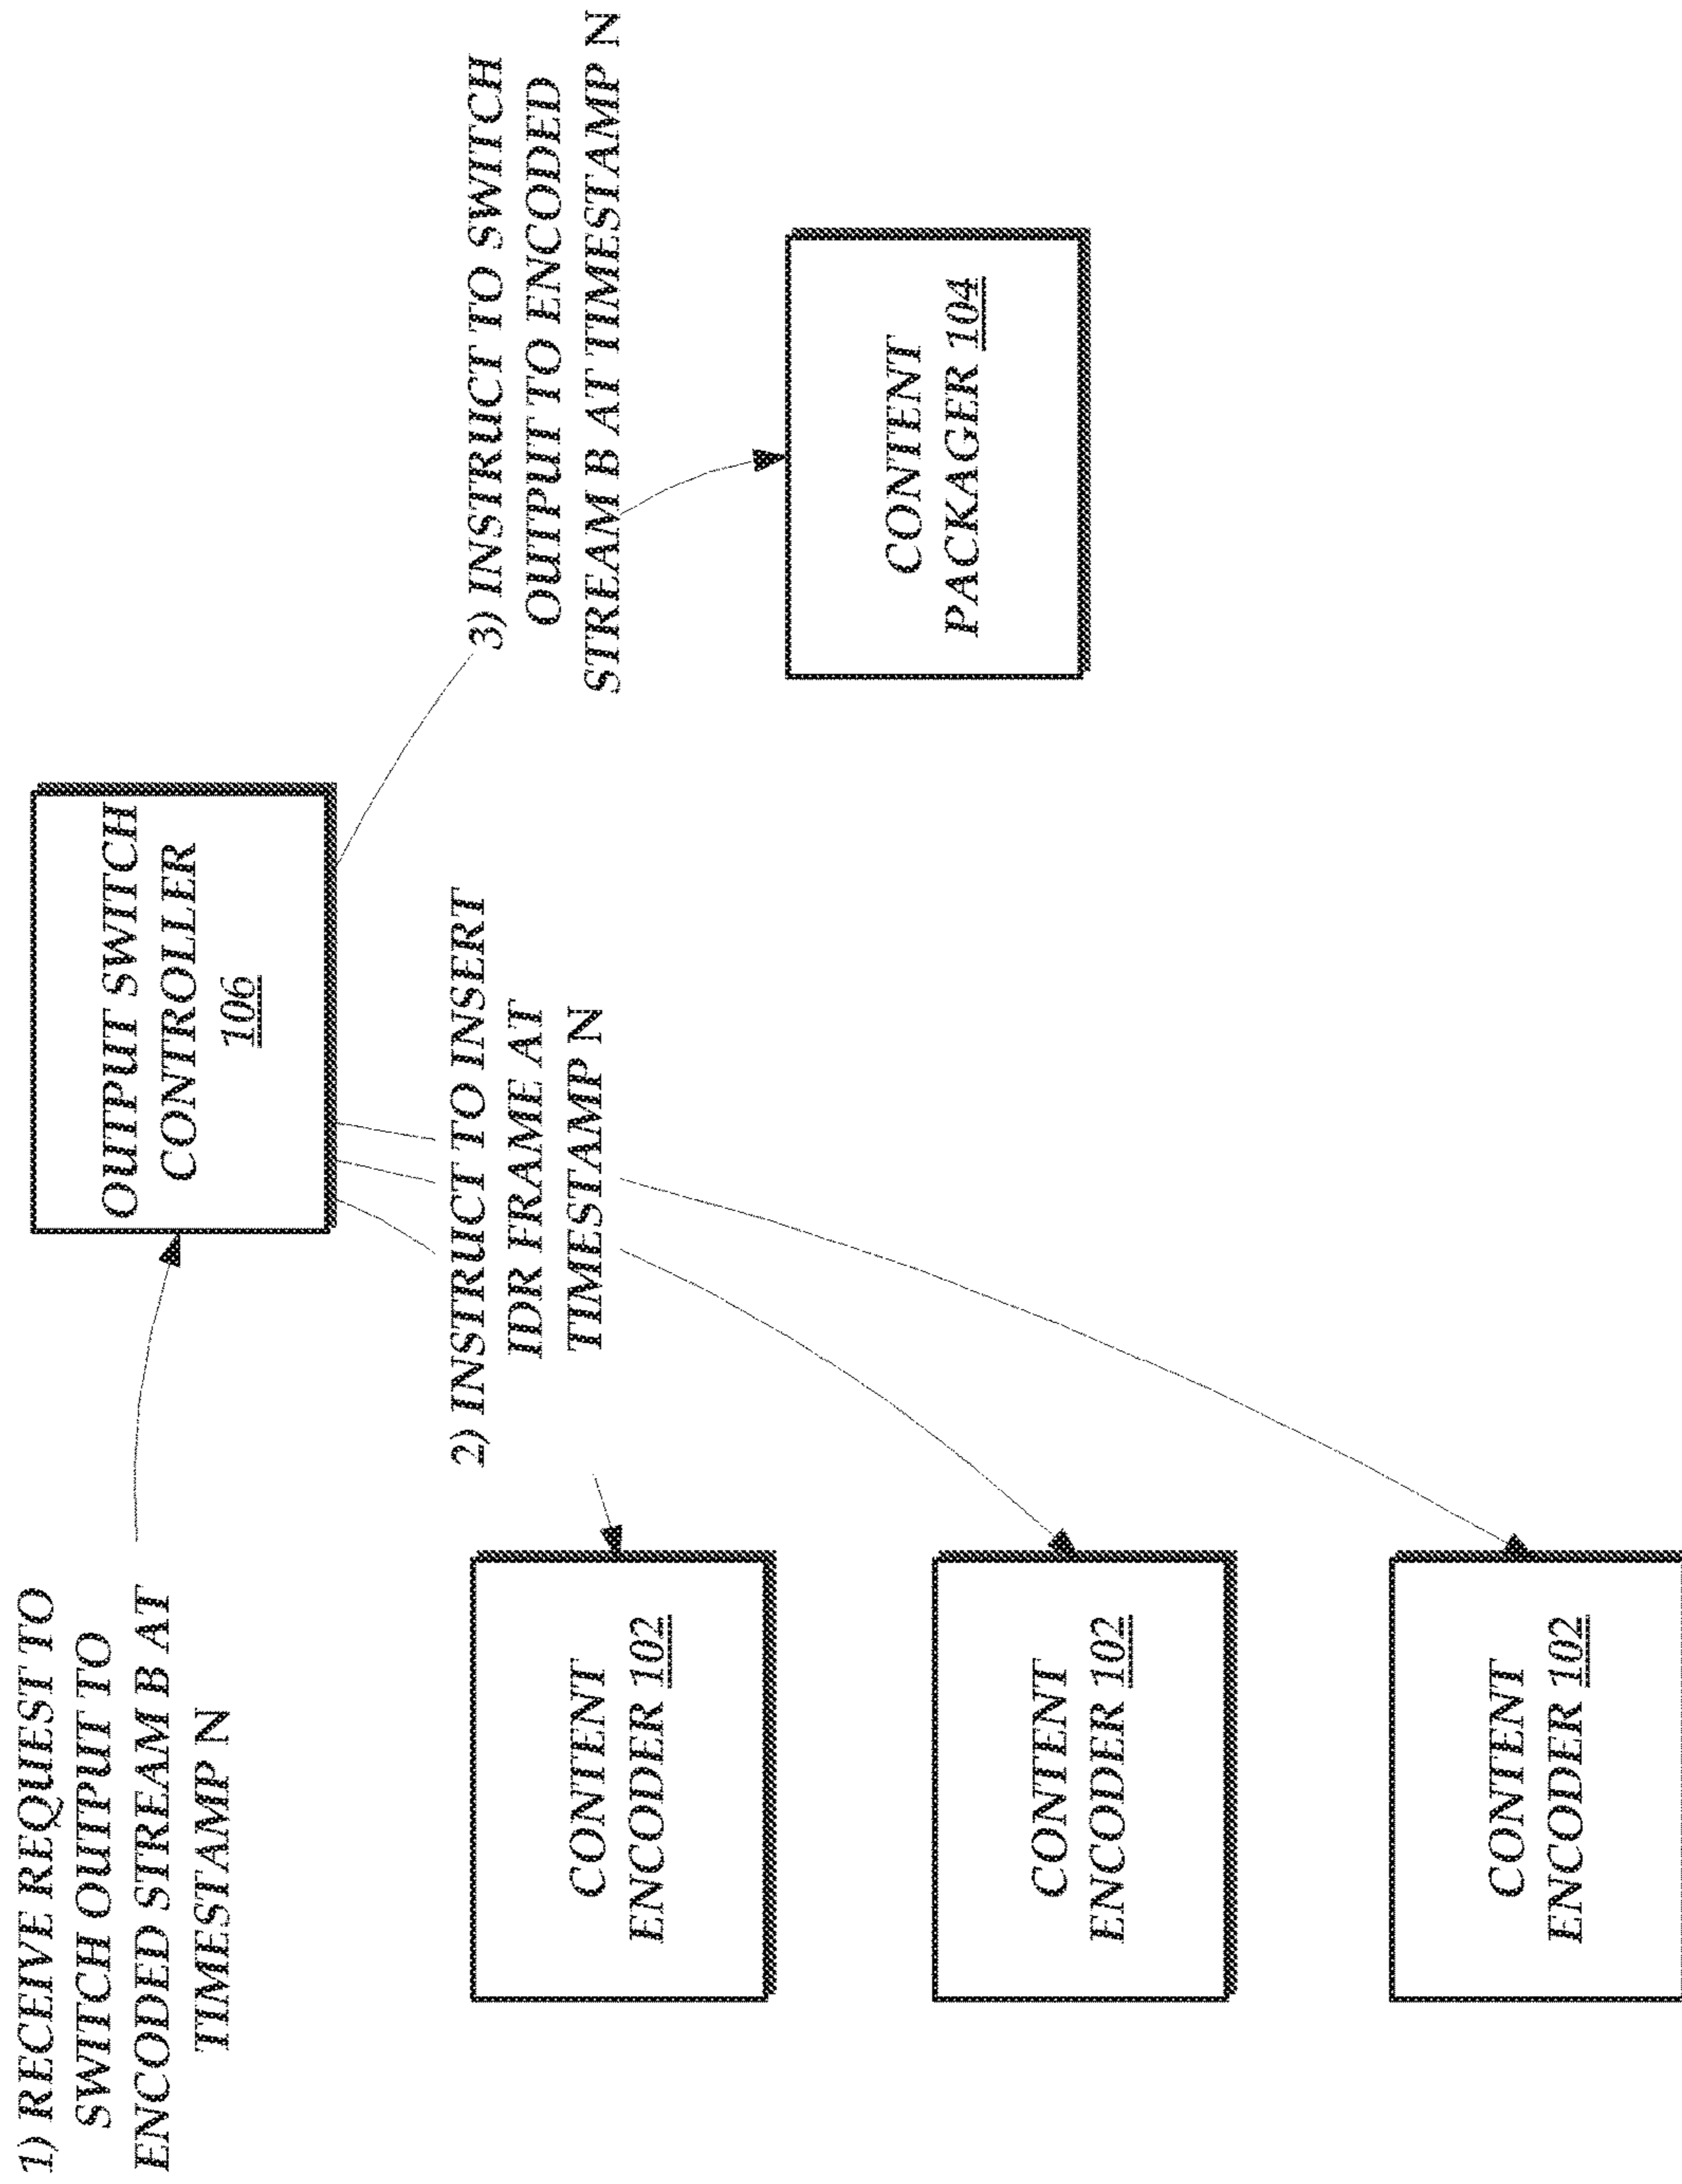 1) RECEIVE REQUEST TO
SWITCH OUTPUT TO
ENCODED STREAM B AT
TIMESTAMP N
OUTPUT SWITCH
CONTROLLER
106
2) INSTRUCT TO INSERT
IDR FRAME AT
TIMESTAMP N
3) INSTRUCT TO SWITCH
OUTPUT TO ENCODED
STREAM B AT TIMESTAMP N
CONTENT
ENCODER 102
CONTENT
PACKAGER 104
CONTENT
ENCODER 102
CONTENT
ENCODER 102